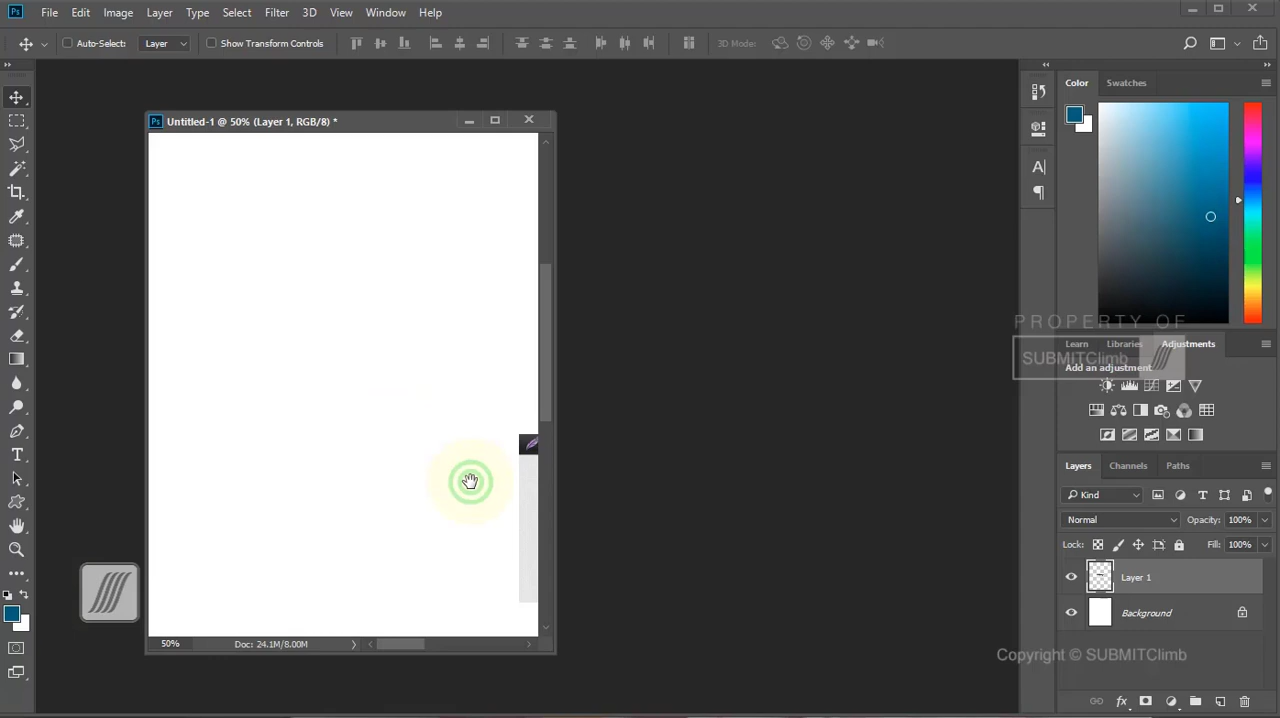 Ps File Edit Image Layer Type Select Filter 3D View Window Help
Auto-Select: Layer Show Transform Controls 3D Mode:
Color Swatches
Ps Untitled-1 @ 50% (Layer 1, RGB/8) *
A|
PROPERTY OF
SUBMITClimb
Learn Libraries Adjustments
Add an adjustment
Layers Channels Paths
Kind
Normal Opacity: 100%
Lock: Fill: 100%
Layer 1
Background
50% Doc: 24.1M/8.00M
Copyright © SUBMITClimb
fx